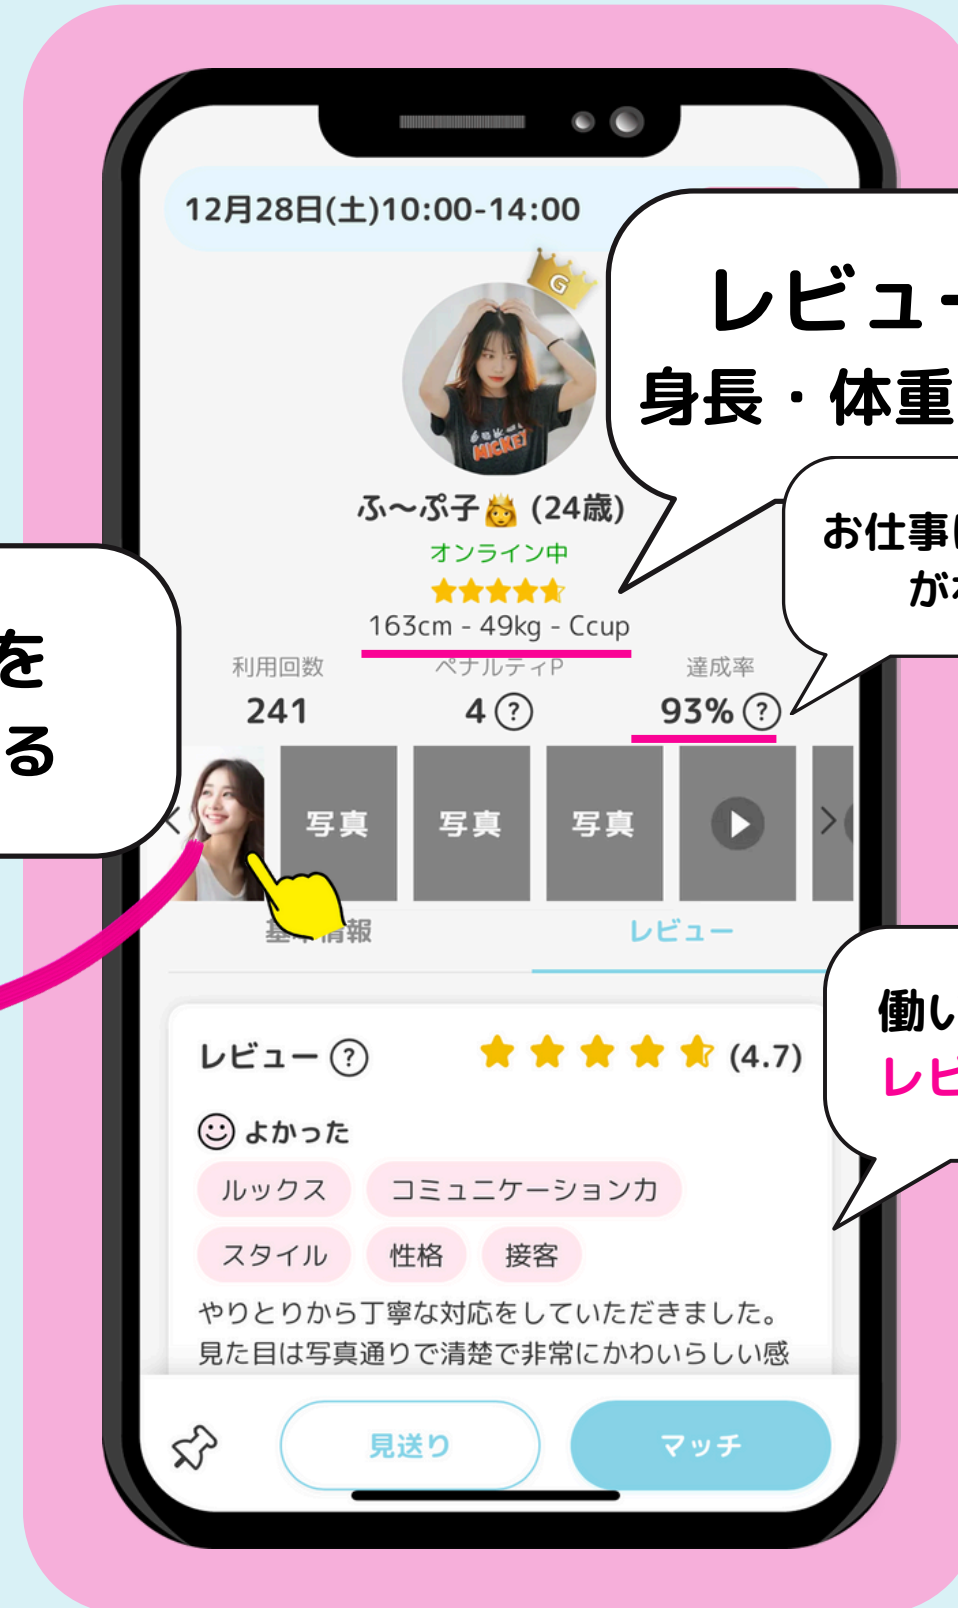 12月28日(土)10:00-14:00
G
レビュー
身長・体重
MICKEY
ふ〜ぷ子👸 (24歳)
オンライン中
163cm - 49kg - Ccup
お仕事
が
を
る
利用回数
ペナルティP
達成率
241
4 ?
93% ?
写真
写真
写真
基本情報
レビュー
働い
レビ
レビュー ?
(4.7)
よかった
ルックス
コミュニケーション力
スタイル
性格
接客
やりとりから丁寧な対応をしていただきました。
見た目は写真通りで清楚で非常にかわいらしい感
見送り
マッチ